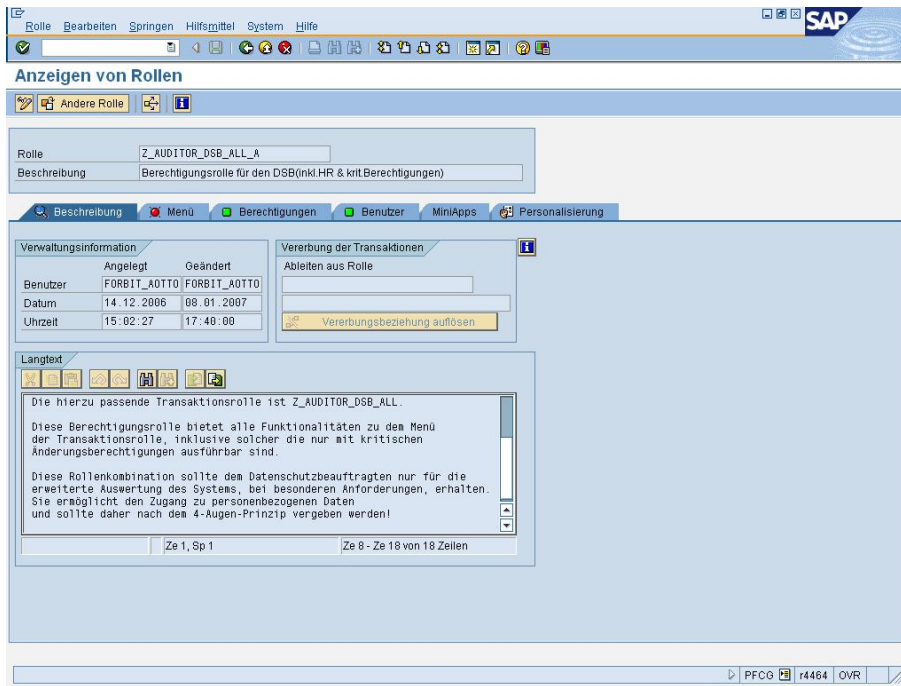 Rolle Bearbeiten Springen Hilfsmittel System Hilfe
SAP
Anzeigen von Rollen
Andere Rolle
Rolle Z_AUDITOR_DSB_ALL_A
Beschreibung Berechtigungsrolle für den DSB(inkl.HR & krit.Berechtigungen)
Beschreibung Menü Berechtigungen Benutzer MiniApps Personalisierung
Verwaltungsinformation Vererbung der Transaktionen
Angelegt Geändert Ableiten aus Rolle
Benutzer FORBIT_AOTTO FORBIT_AOTTO
Datum 14.12.2006 08.01.2007
Uhrzeit 15:02:27 17:40:00 Vererbungsbeziehung auflösen
Langtext
Die hierzu passende Transaktionsrolle ist Z_AUDITOR_DSB_ALL.
Diese Berechtigungsrolle bietet alle Funktionalitäten zu dem Menü
der Transaktionsrolle, inklusive solcher die nur mit kritischen
Änderungsberechtigungen ausführbar sind.
Diese Rollenkombination sollte dem Datenschutzbeauftragten nur für die
erweiterte Auswertung des Systems, bei besonderen Anforderungen, erhalten.
Sie ermöglicht den Zugang zu personenbezogenen Daten
und sollte daher nach dem 4-Augen-Prinzip vergeben werden!
Ze 1, Sp 1 Ze 8 - Ze 18 von 18 Zeilen
PFCG r4464 OVR